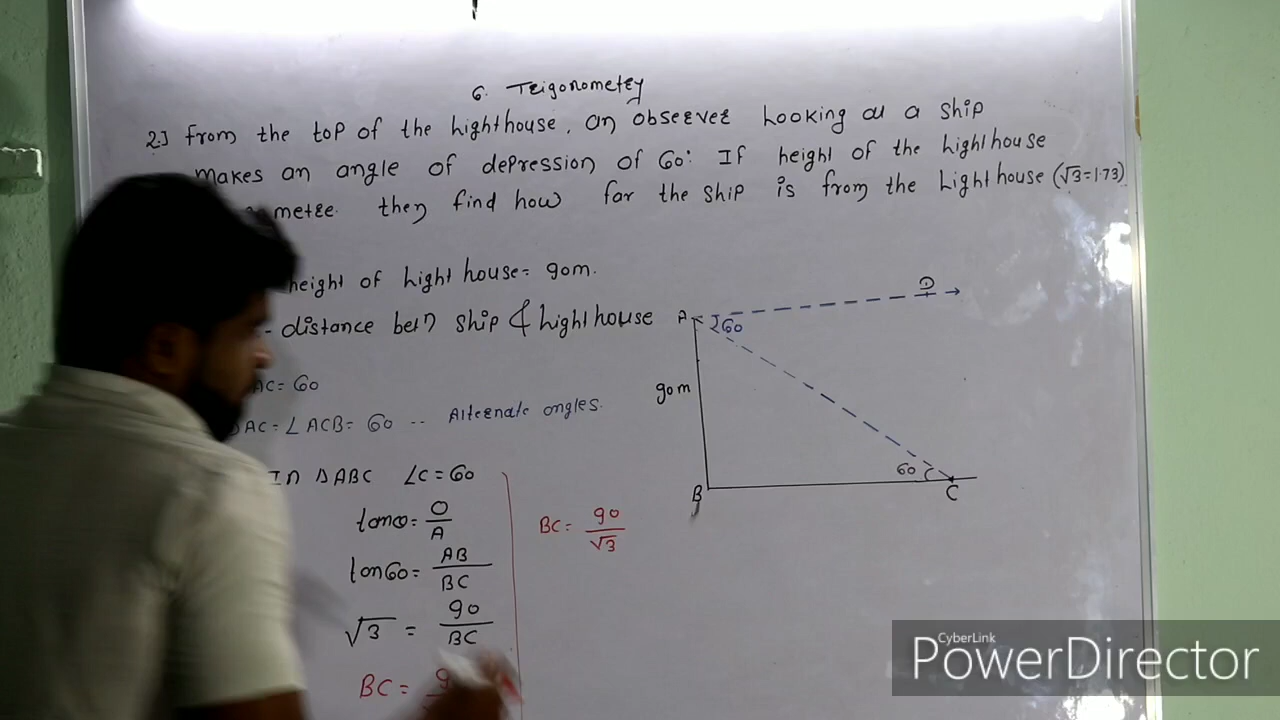 6. Trigonometry
2.] from the top of the Lighthouse, an observer Looking at a ship
makes an angle of depression of 60°. If height of the Lighthouse
metre. then find how far the ship is from the Lighthouse (√3=1.73)
height of Light house = 90m.
- distance betn ship & lighthouse
AC = 60
AC = ∠ACB = 60 -- Alternate angles.
In ∆ABC ∠C = 60
tanθ = O/A
tan60 = AB/BC
√3 = 90/BC
BC =
BC = 90/√3
A 60 D
90m
B 60 C
CyberLink
PowerDirector